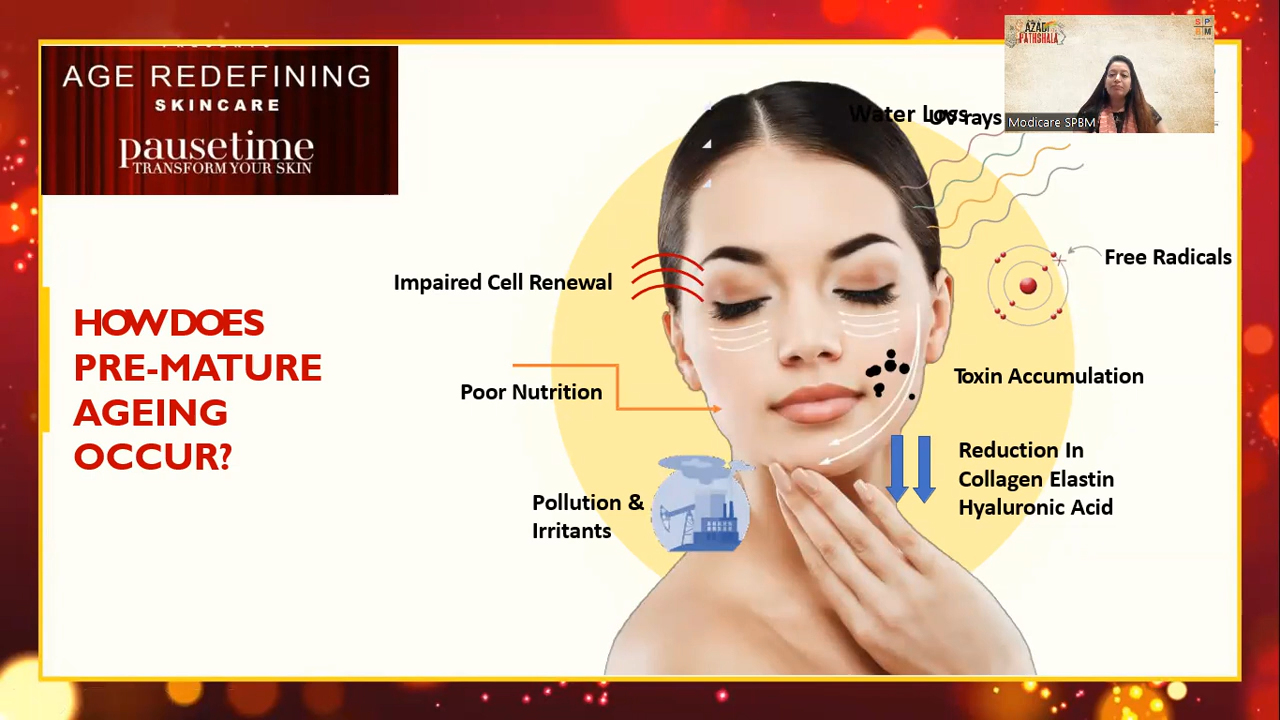 AGE REDEFINING
SKINCARE
pausetime
TRANSFORM YOUR SKIN
AZADI
PATHSHALA
S P
B M
Modicare SPBM
Water Loss
UV rays
Free Radicals
Impaired Cell Renewal
HOW DOES
PRE-MATURE
AGEING
OCCUR?
Poor Nutrition
Toxin Accumulation
Reduction In
Collagen Elastin
Hyaluronic Acid
Pollution &
Irritants